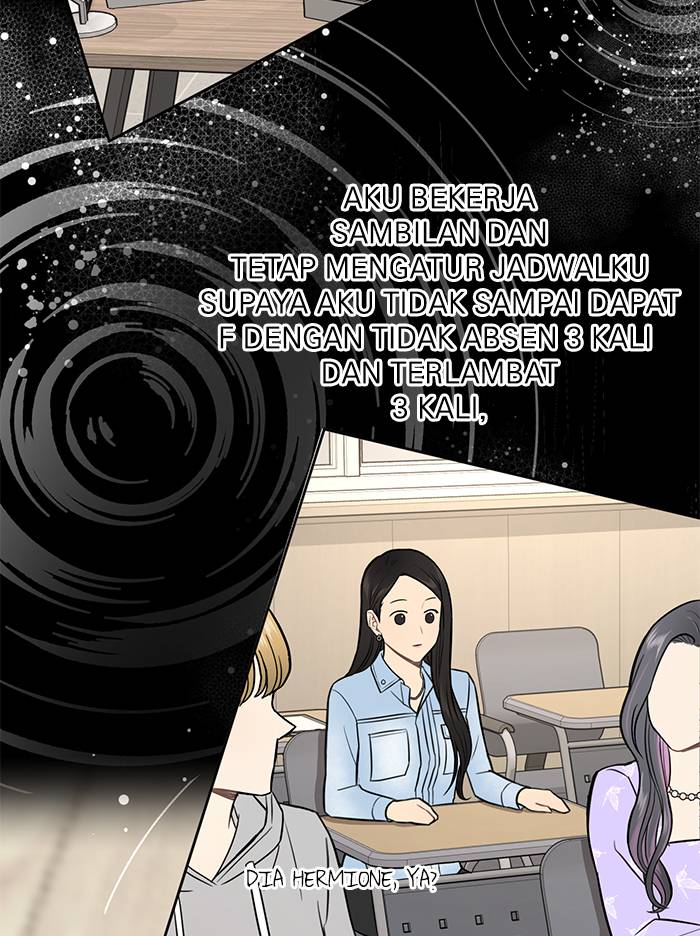 AKU BEKERJA
SAMBILAN DAN
TETAP MENGATUR JADWALKU
SUPAYA AKU TIDAK SAMPAI DAPAT
F DENGAN TIDAK ABSEN 3 KALI
DAN TERLAMBAT
3 KALI,
DIA HERMIONE, YA?